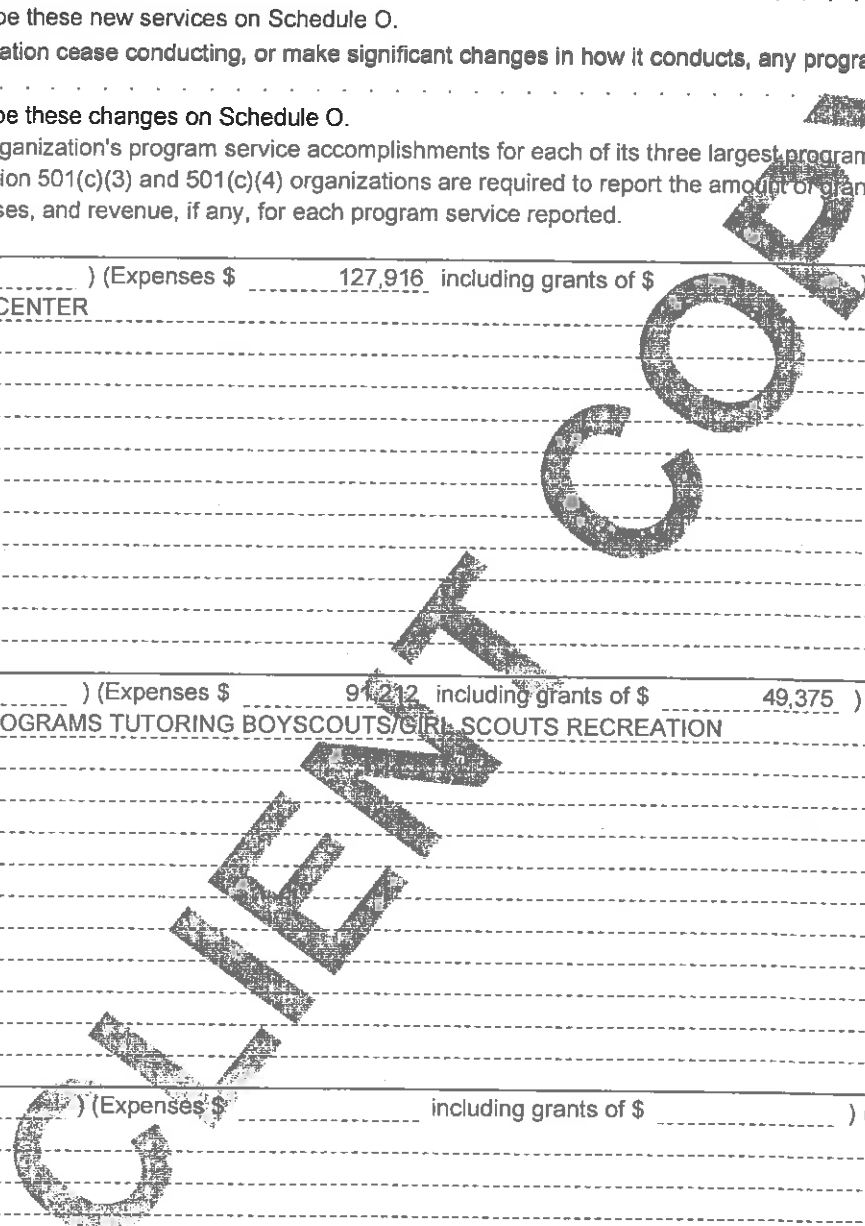 be these new services on Schedule O.
ation cease conducting, or make significant changes in how it conducts, any progra
be these changes on Schedule O.
ganization's program service accomplishments for each of its three largest program
ion 501(c)(3) and 501(c)(4) organizations are required to report the amount of gran
ses, and revenue, if any, for each program service reported.
) (Expenses $ 127,916 including grants of $ )
CENTER
) (Expenses $ 91,212 including grants of $ 49,375 )
OGRAMS TUTORING BOYSCOUTS/GIRL SCOUTS RECREATION
) (Expenses $ including grants of $ )
CLIENT COP